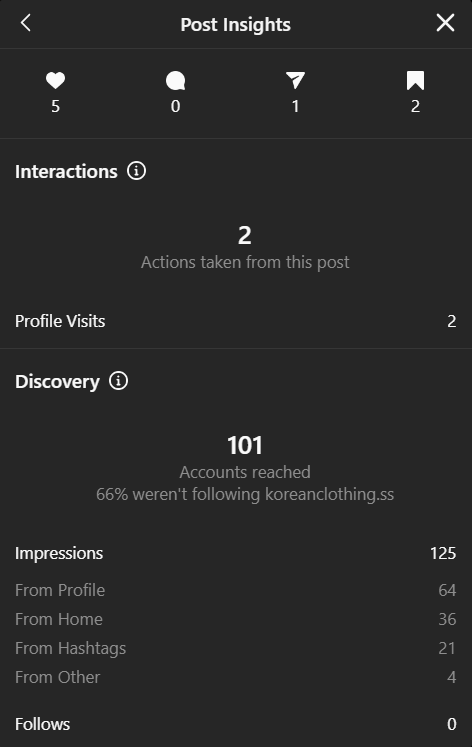 Post Insights
5 0 1 2
Interactions
2
Actions taken from this post
Profile Visits 2
Discovery
101
Accounts reached
66% weren't following koreanclothing.ss
Impressions 125
From Profile 64
From Home 36
From Hashtags 21
From Other 4
Follows 0